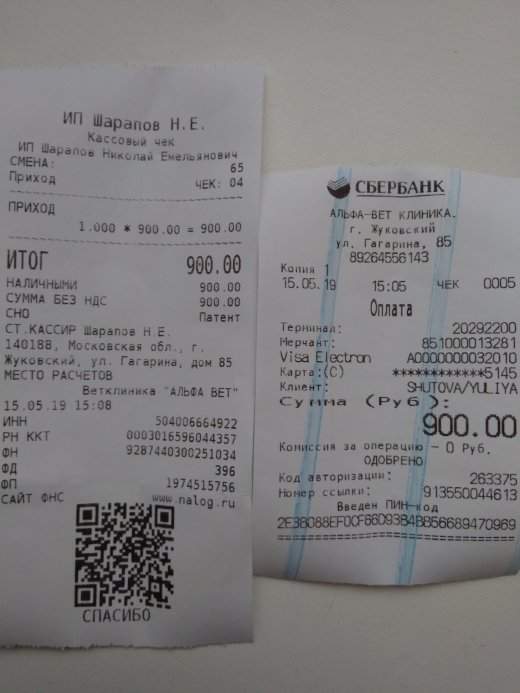 ИП Шарапов Н.Е.
Кассовый чек
ИП Шарапов Николай Емельянович
СМЕНА: 65
Приход ЧЕК: 04
ПРИХОД
1.000 * 900.00 = 900.00
ИТОГ 900.00
НАЛИЧНЫМИ 900.00
СУММА БЕЗ НДС 900.00
СНО Патент
СТ.КАССИР Шарапов Н Е.
140188, Московская обл., г.
Жуковский, ул. Гагарина, дом 85
МЕСТО РАСЧЕТОВ
Ветклиника "АЛЬФА ВЕТ"
15.05.19 15:08
ИНН 504006664922
РН ККТ 0003016596044357
ФН 9287440300251034
ФД 396
ФП 1974515756
САЙТ ФНС www.nalog.ru
СПАСИБО
СБЕРБАНК
АЛЬФА-ВЕТ КЛИНИКА.
г. Жуковский
ул. Гагарина, 85
89264556143
Копия 1
15.05.19 15:05 ЧЕК 0005
Оплата
Терминал: 20292200
Мерчант: 851000013281
Visa Electron A0000000032010
Карта:(С) ************5145
Клиент: SHUTOVA/YULIYA
Сумма (Руб):
900.00
Комиссия за операцию — 0 Руб.
ОДОБРЕНО
Код авторизации: 263375
Номер ссылки: 913550044613
Введен ПИН-код
2E3B088EF0CF66D93B4BB56689470969